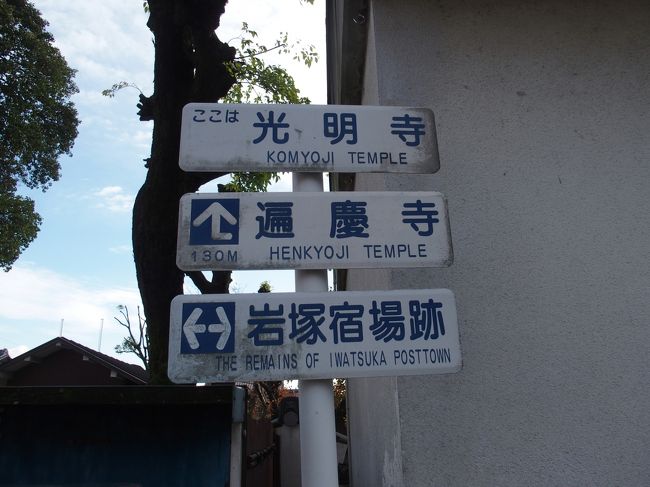 ここは 光明寺
KOMYOJI TEMPLE
遍慶寺
130M HENKYOJI TEMPLE
岩塚宿場跡
THE REMAINS OF IWATSUKA POSTTOWN